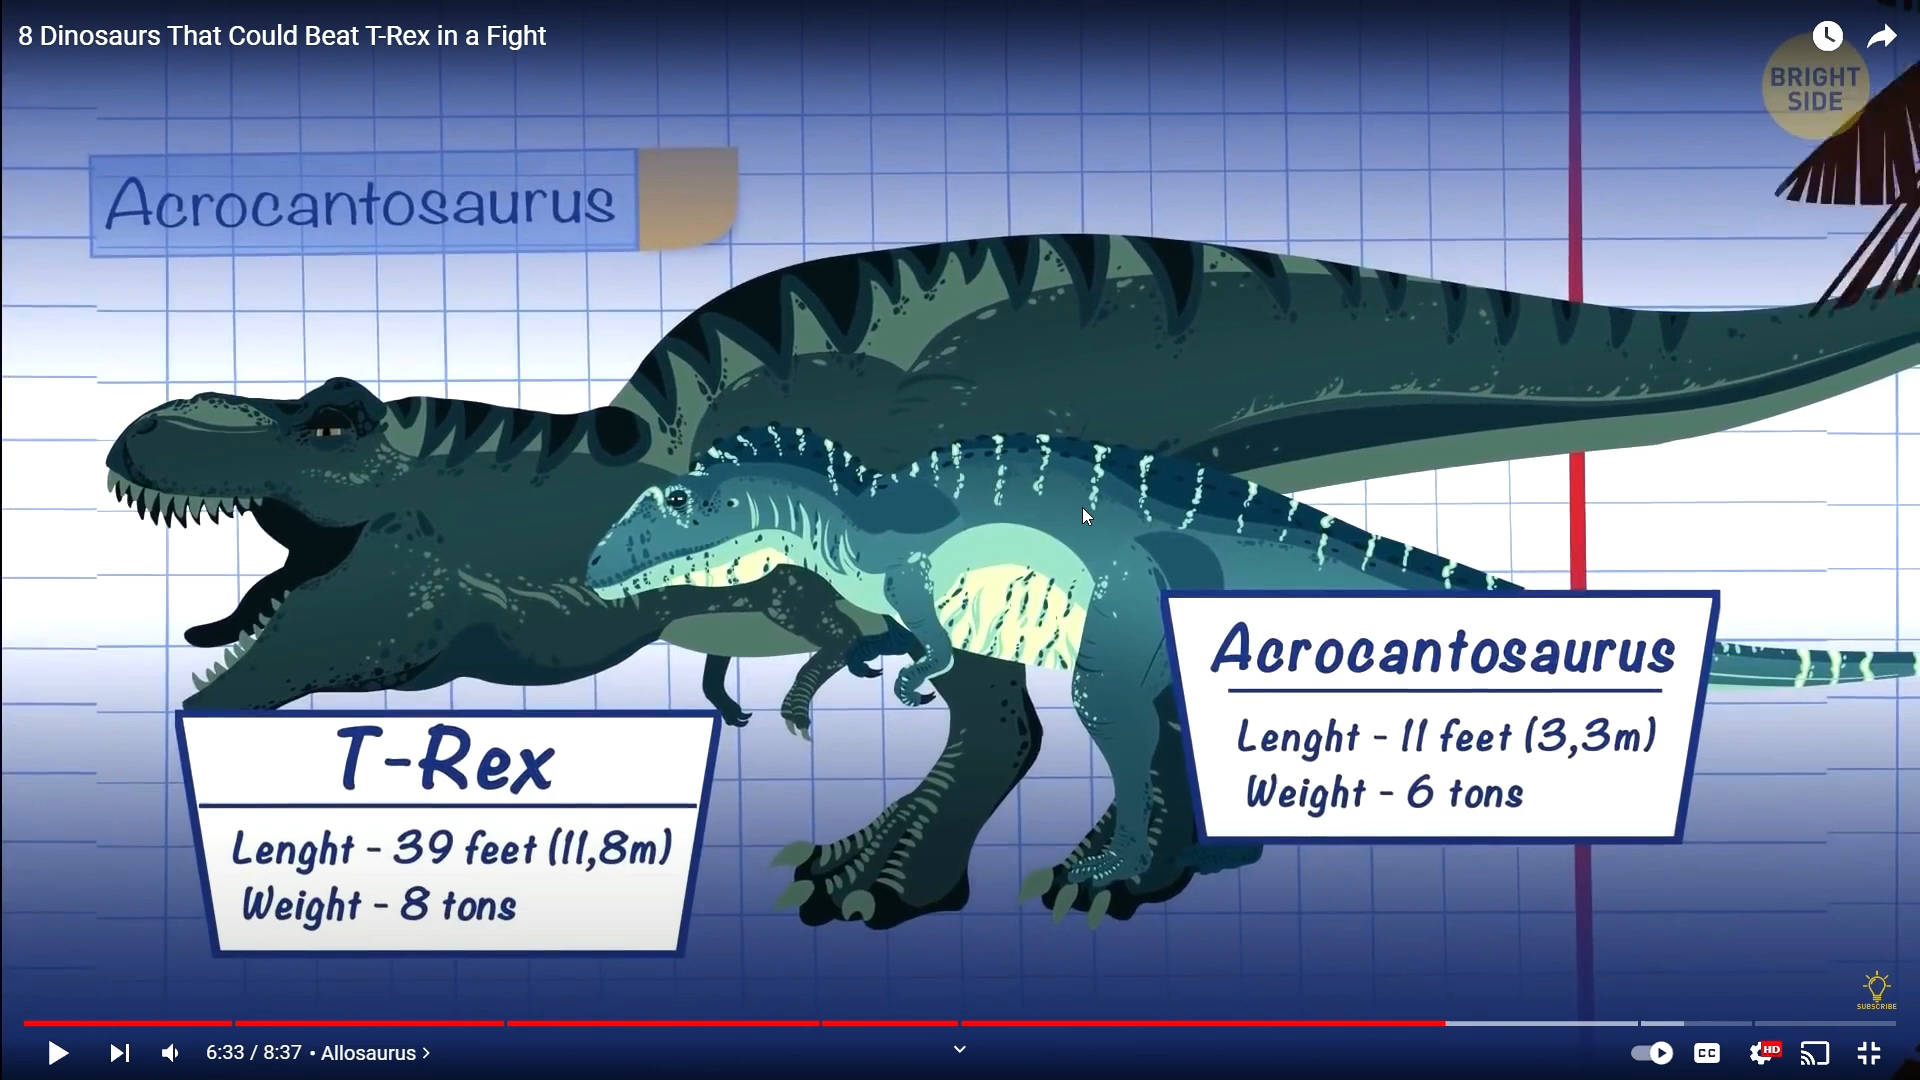 8 Dinosaurs That Could Beat T-Rex in a Fight
BRIGHT
SIDE
Acrocantosaurus
Acrocantosaurus
Lenght - 11 feet (3,3m)
Weight - 6 tons
T-Rex
Lenght - 39 feet (11,8m)
Weight - 8 tons
SUBSCRIBE
6:33 / 8:37 • Allosaurus >
CC
HD